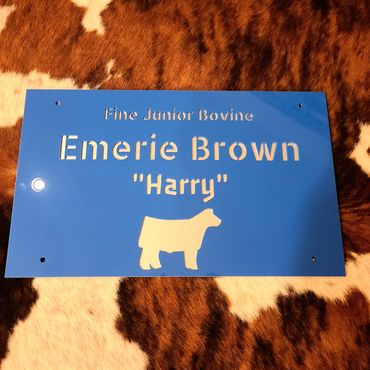 Fine Junior Bovine
Emerie Brown
"Harry"